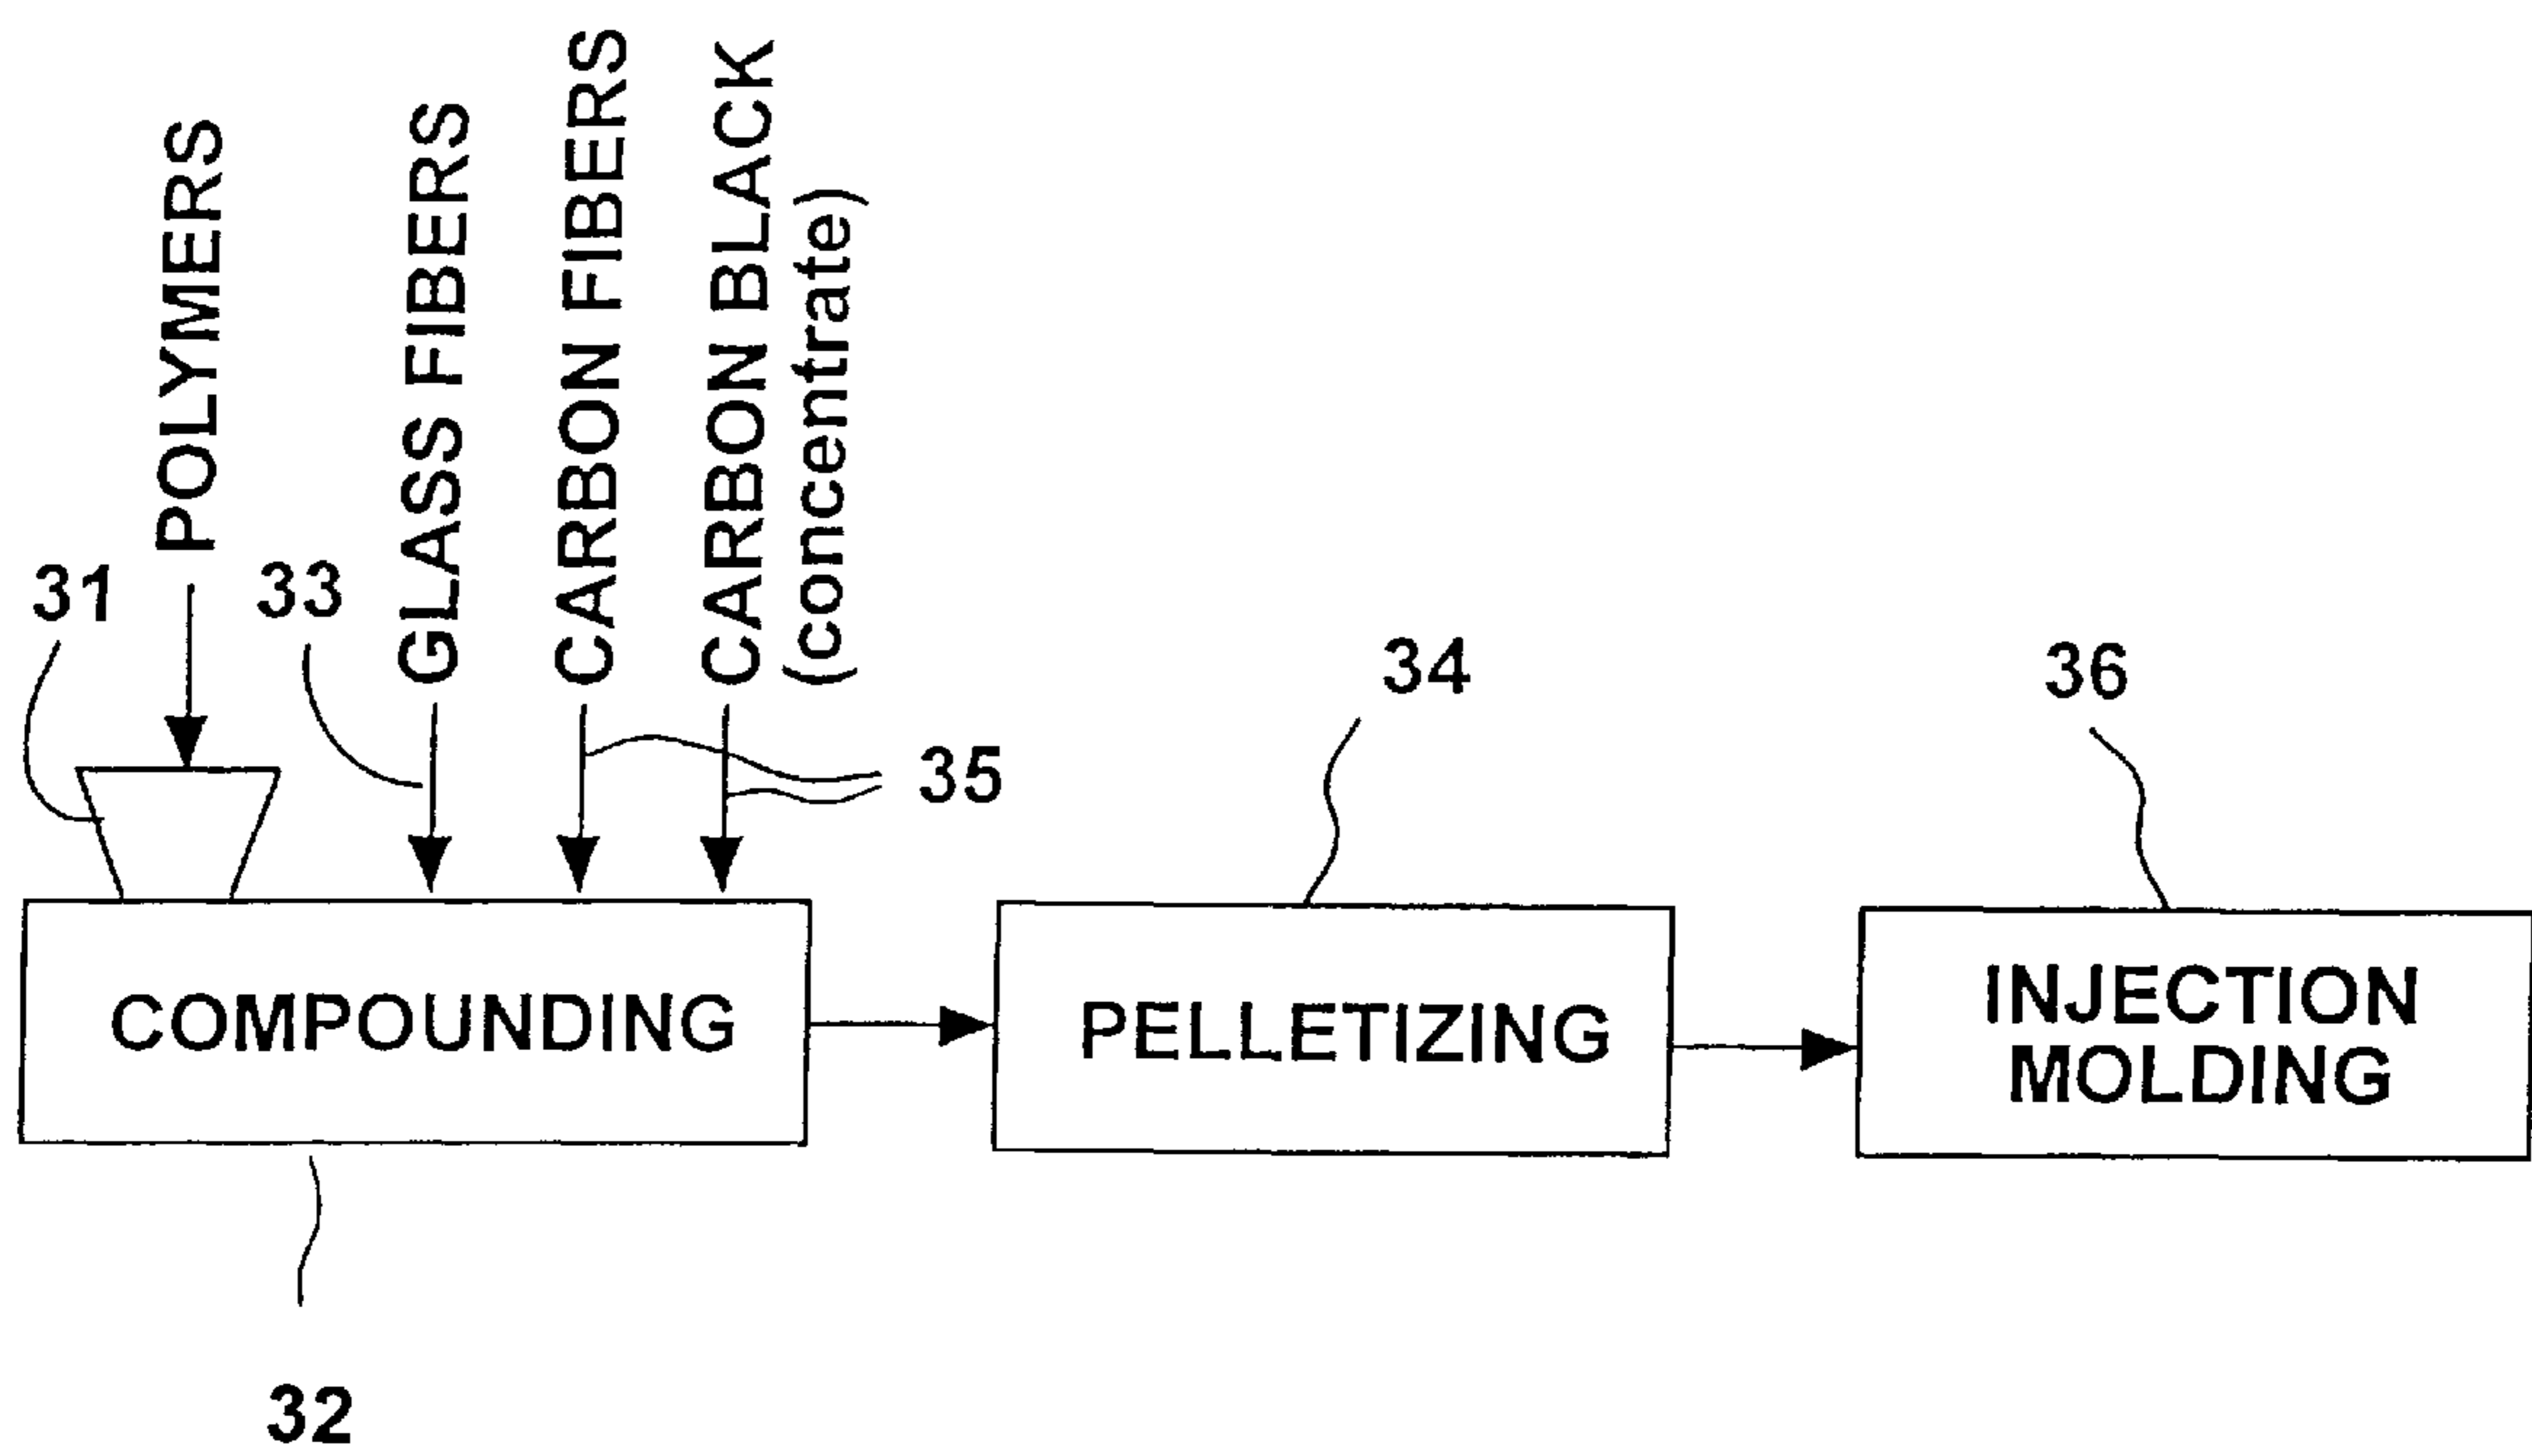 POLYMERS
GLASS FIBERS
CARBON FIBERS
CARBON BLACK
(concentrate)
31
33
35
34
36
COMPOUNDING
PELLETIZING
INJECTION
MOLDING
32